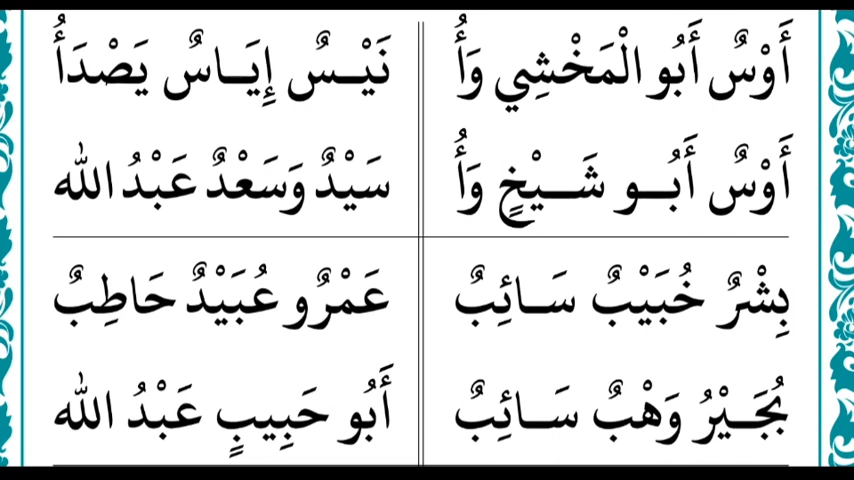 أَوْسٌ أَبُو الْمَخْشِي وَأُ نَيْسٌ إِيَاسٌ يَصْدَأُ
أَوْسٌ أَبُو شَيْخٍ وَأُ سَيْدٌ وَسَعْدٌ عَبْدُ الله
بِشْرٌ خُبَيْبٌ سَائِبٌ عَمْرٌو عُبَيْدٌ حَاطِبٌ
بُجَيْرُ وَهْبٌ سَائِبٌ أَبُو حَبِيبٍ عَبْدُ الله